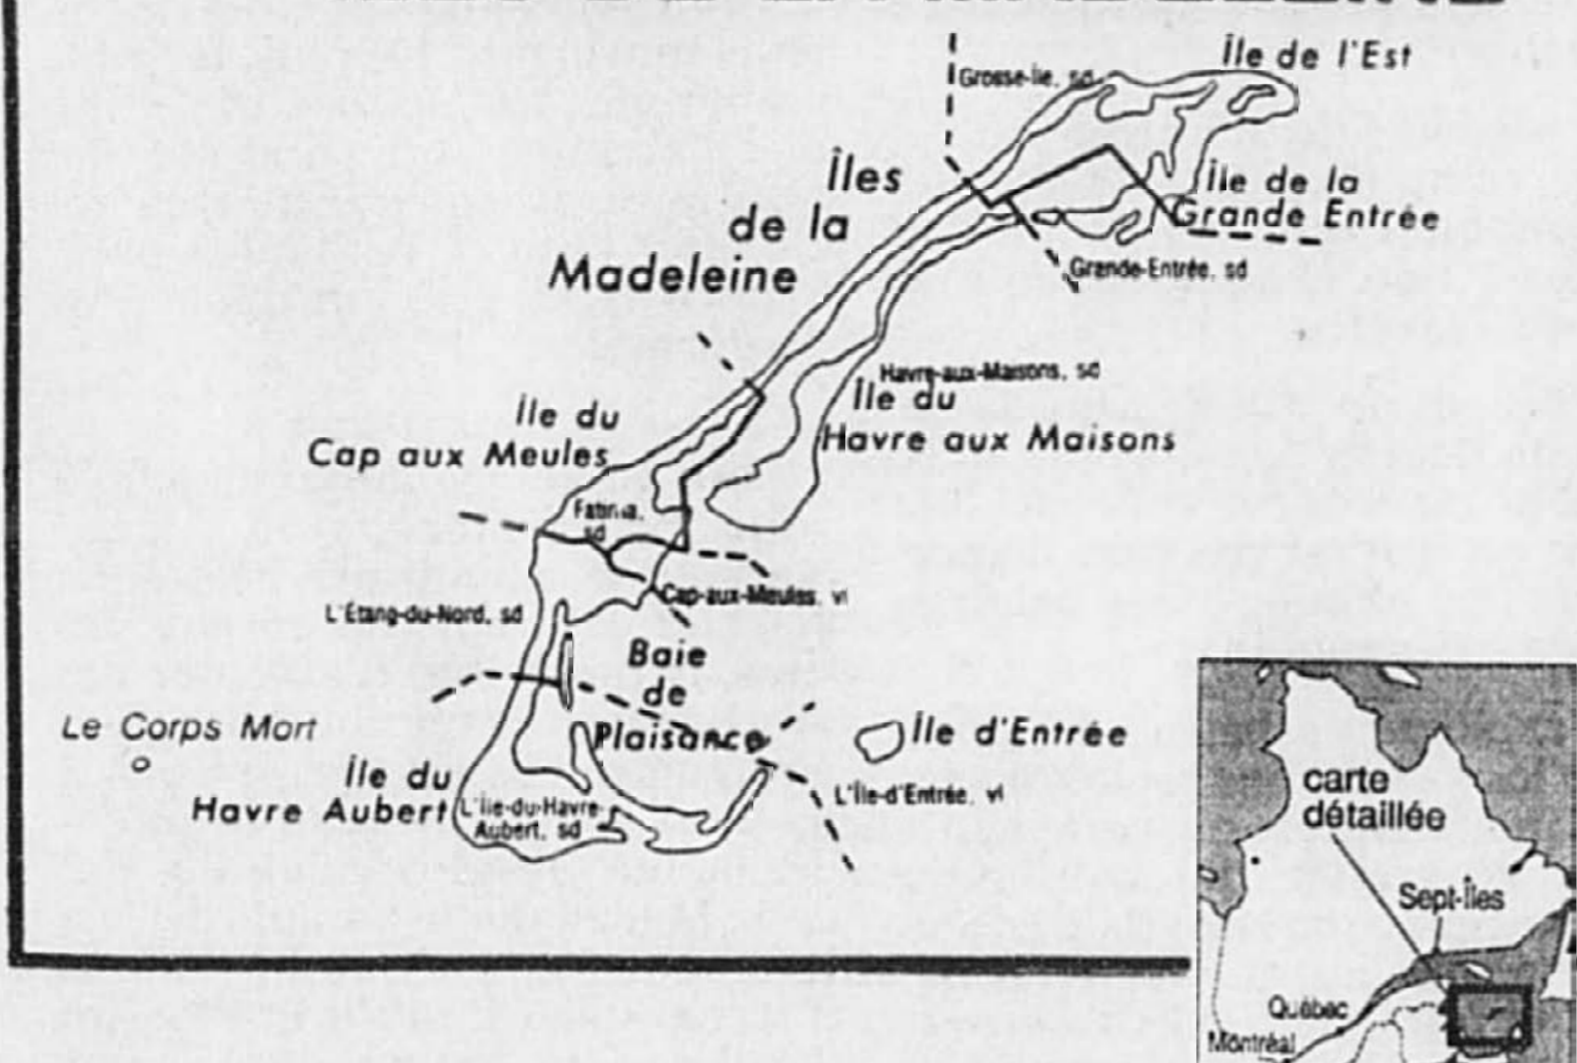 Île de l'Est
Grosse-Île, sd
Îles
de la
Madeleine
Île de la
Grande Entrée
Grande-Entrée, sd
Havre-aux-Maisons, sd
Île du
Havre aux Maisons
Île du
Cap aux Meules
Fatima,
sd
Cap-aux-Meules, vl
L'Étang-du-Nord, sd
Baie
de
Plaisance
Le Corps Mort
Île d'Entrée
Île du
Havre Aubert
L'Île-du-Havre-
Aubert, sd
L'Île-d'Entrée, vl
carte
détaillée
Sept-Îles
Québec
Montréal